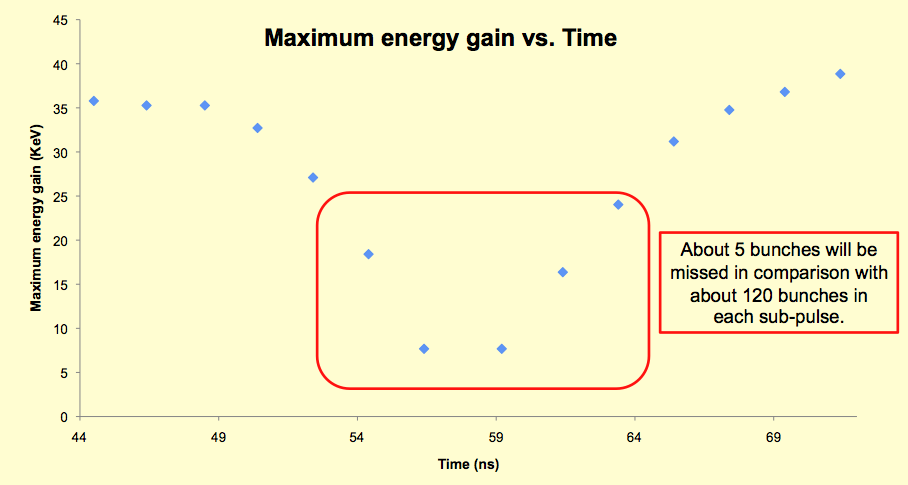 Maximum energy gain vs. Time
Maximum energy gain (KeV)
45
40
35
30
25
20
15
10
5
0
44
49
54
59
64
69
Time (ns)
About 5 bunches will be
missed in comparison with
about 120 bunches in
each sub-pulse.